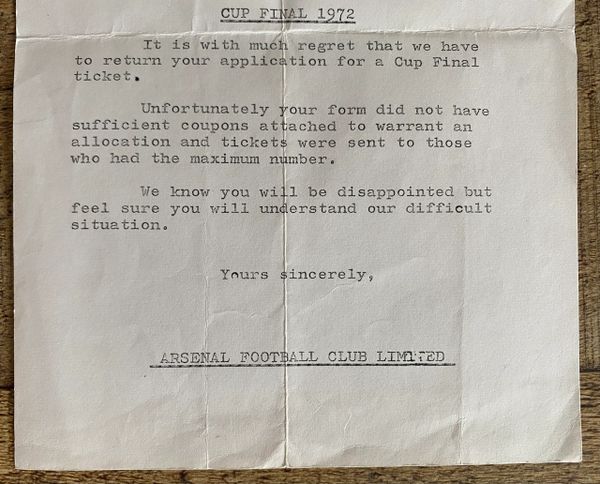 CUP FINAL 1972
It is with much regret that we have
to return your application for a Cup Final
ticket.
Unfortunately your form did not have
sufficient coupons attached to warrant an
allocation and tickets were sent to those
who had the maximum number.
We know you will be disappointed but
feel sure you will understand our difficult
situation.
Yours sincerely,
ARSENAL FOOTBALL CLUB LIMITED